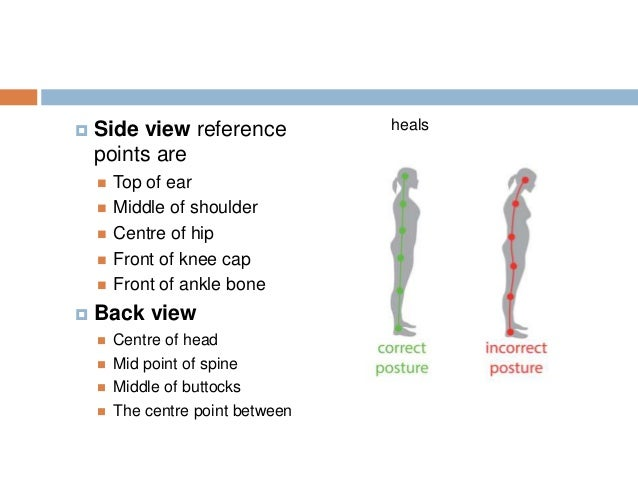 Side view reference
points are
Top of ear
Middle of shoulder
Centre of hip
Front of knee cap
Front of ankle bone
Back view
Centre of head
Mid point of spine
Middle of buttocks
The centre point between
heals
correct
posture
incorrect
posture